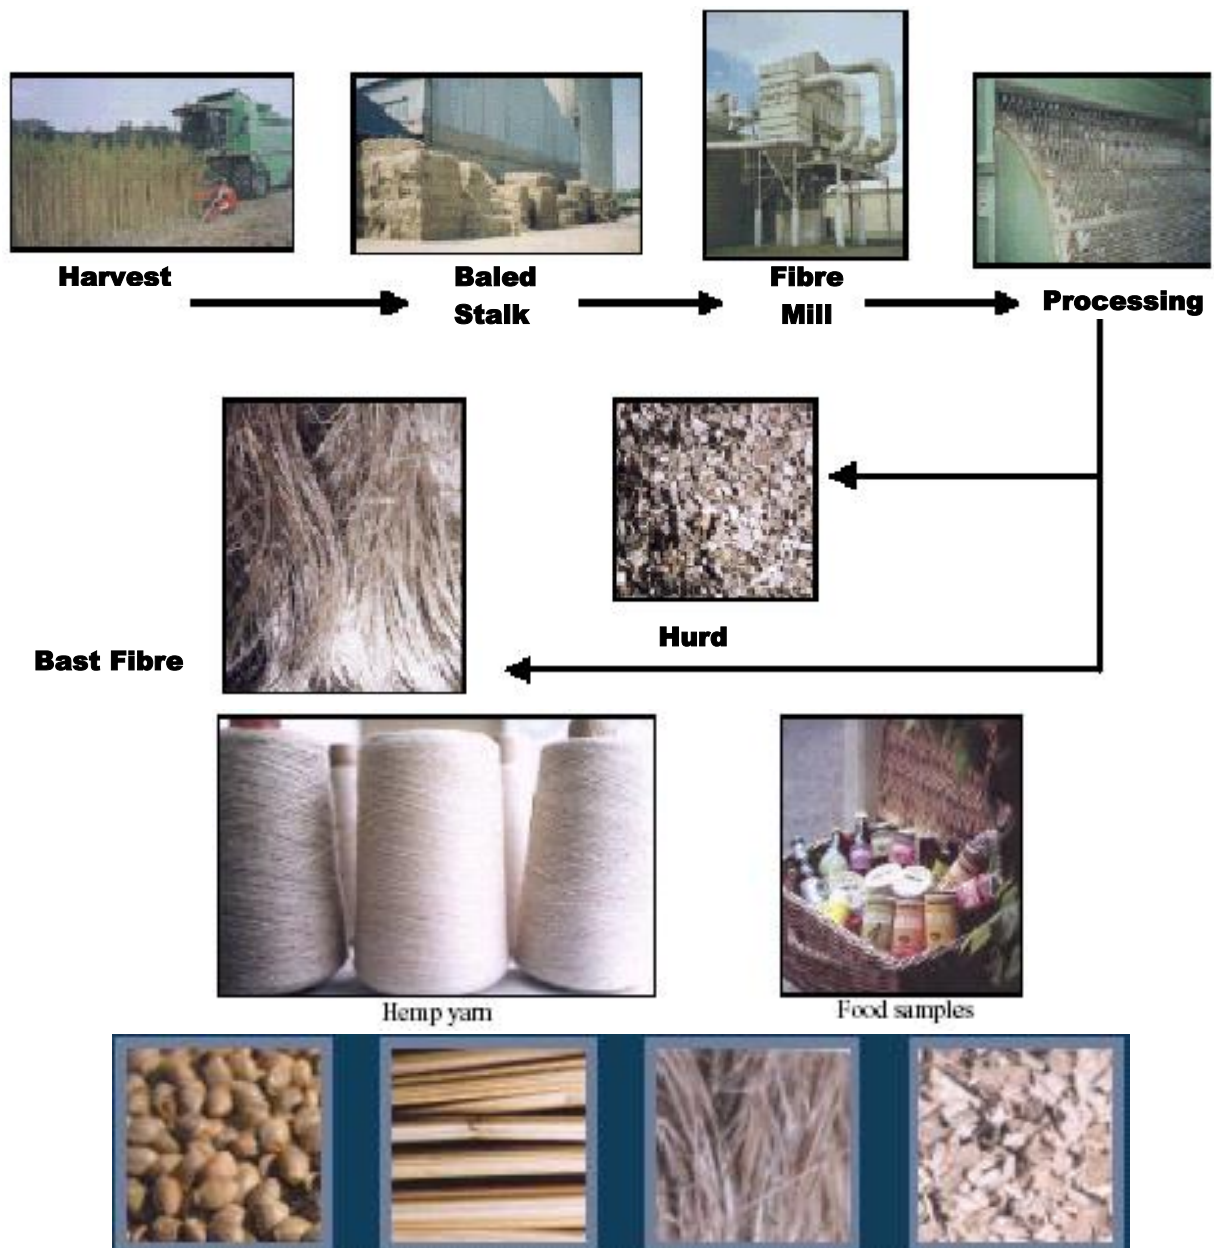 Harvest
Baled
Stalk
Fibre
Mill
Processing
Hurd
Bast Fibre
Hemp yarn
Food samples